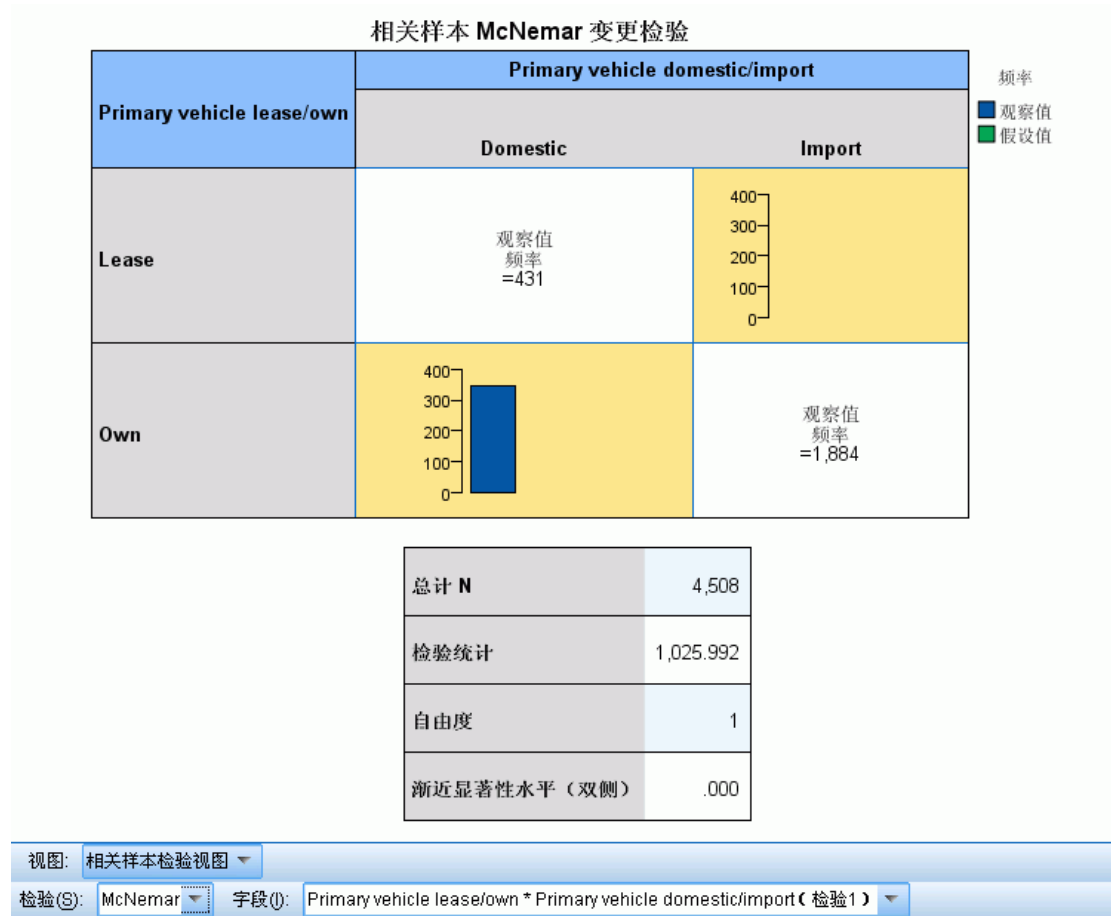 相关样本 McNemar 变更检验
Primary vehicle lease/own
Primary vehicle domestic/import
Domestic
Import
频率
观察值
假设值
Lease
观察值
频率
=431
400
300
200
100
0
Own
400
300
200
100
0
观察值
频率
=1,884
总计 N 4,508
检验统计 1,025.992
自由度 1
渐近显著性水平（双侧） .000
视图: 相关样本检验视图
检验(S): McNemar 字段(I): Primary vehicle lease/own * Primary vehicle domestic/import（检验1）